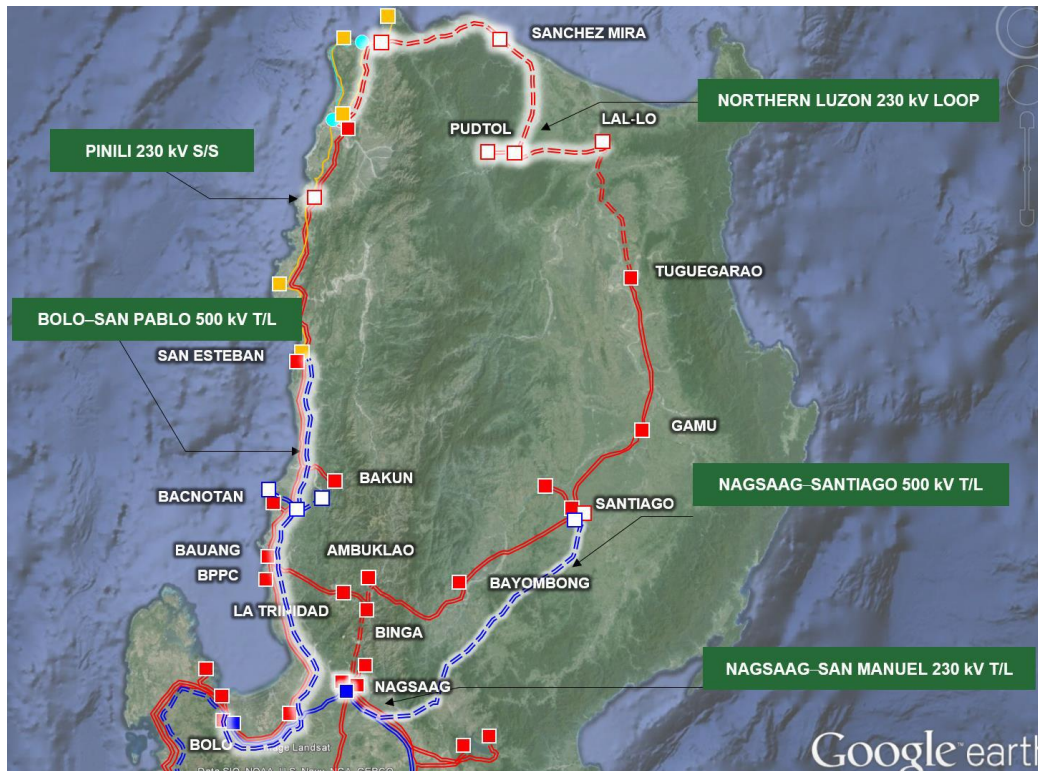 SANCHEZ MIRA
NORTHERN LUZON 230 kV LOOP
PUDTOL
LAL-LO
PINILI 230 kV S/S
TUGUEGARAO
BOLO–SAN PABLO 500 kV T/L
SAN ESTEBAN
GAMU
BAKUN
NAGSAAG–SANTIAGO 500 kV T/L
BACNOTAN
SANTIAGO
BAUANG
AMBUKLAO
BPPC
BAYOMBONG
LA TRINIDAD
BINGA
NAGSAAG–SAN MANUEL 230 kV T/L
NAGSAAG
BOLO
Landsat
Google earth